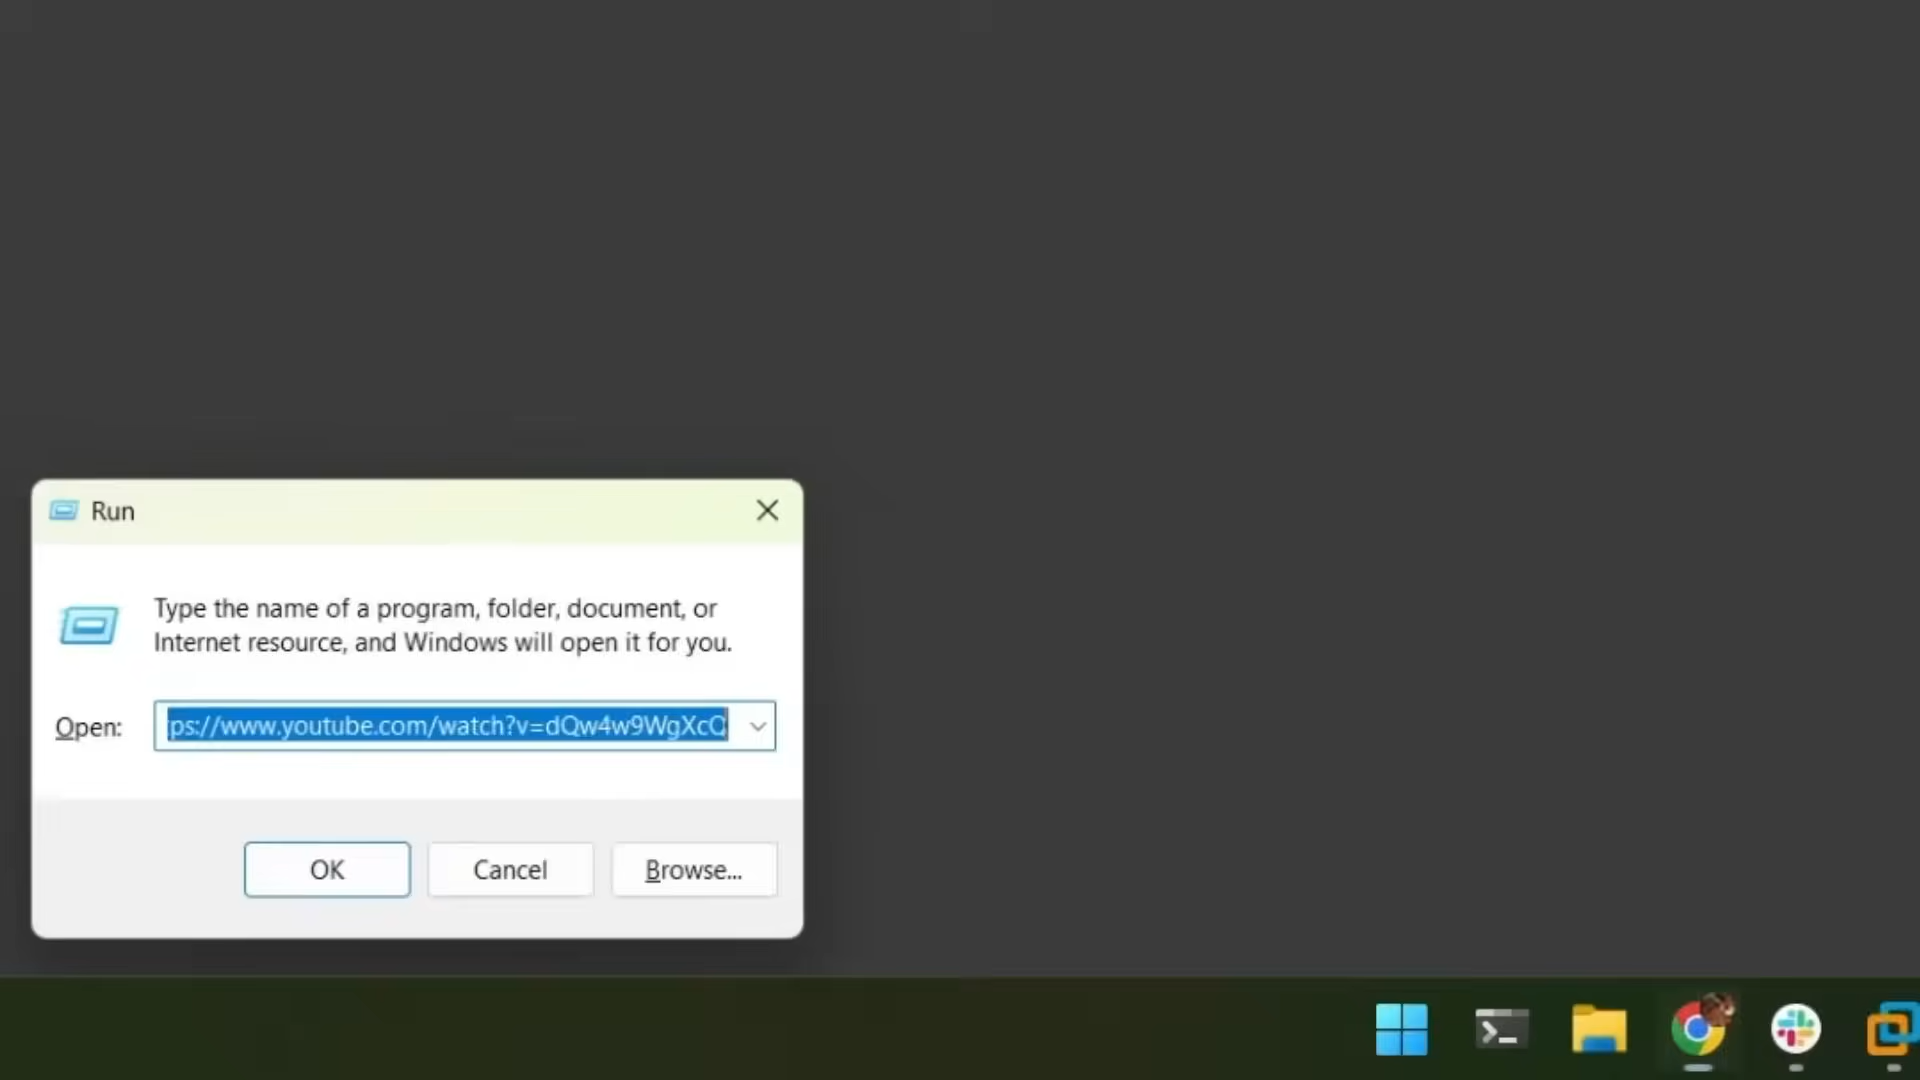 Run
Type the name of a program, folder, document, or
Internet resource, and Windows will open it for you.
Open:
ps://www.youtube.com/watch?v=dQw4w9WgXcQ
OK
Cancel
Browse...